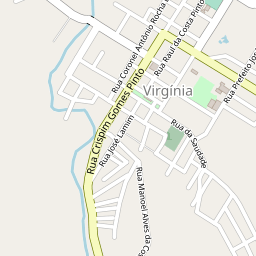 Rua Coronel Antônio Rocha
Rua Raul da Costa Pinto
Virgínia
Rua Prefeito Jo
Rua Crispim Gomes Pinto
Rua José Lamim
Rua da Saudade
Rua Manoel Alves da Co